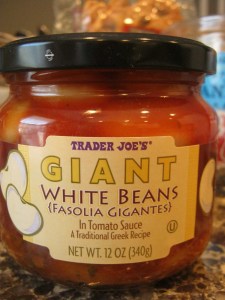 TRADER JOE'S®
GIANT
WHITE BEANS
{FASOLIA GIGANTES}
In Tomato Sauce
A Traditional Greek Recipe
U
NET WT. 12 OZ (340g)